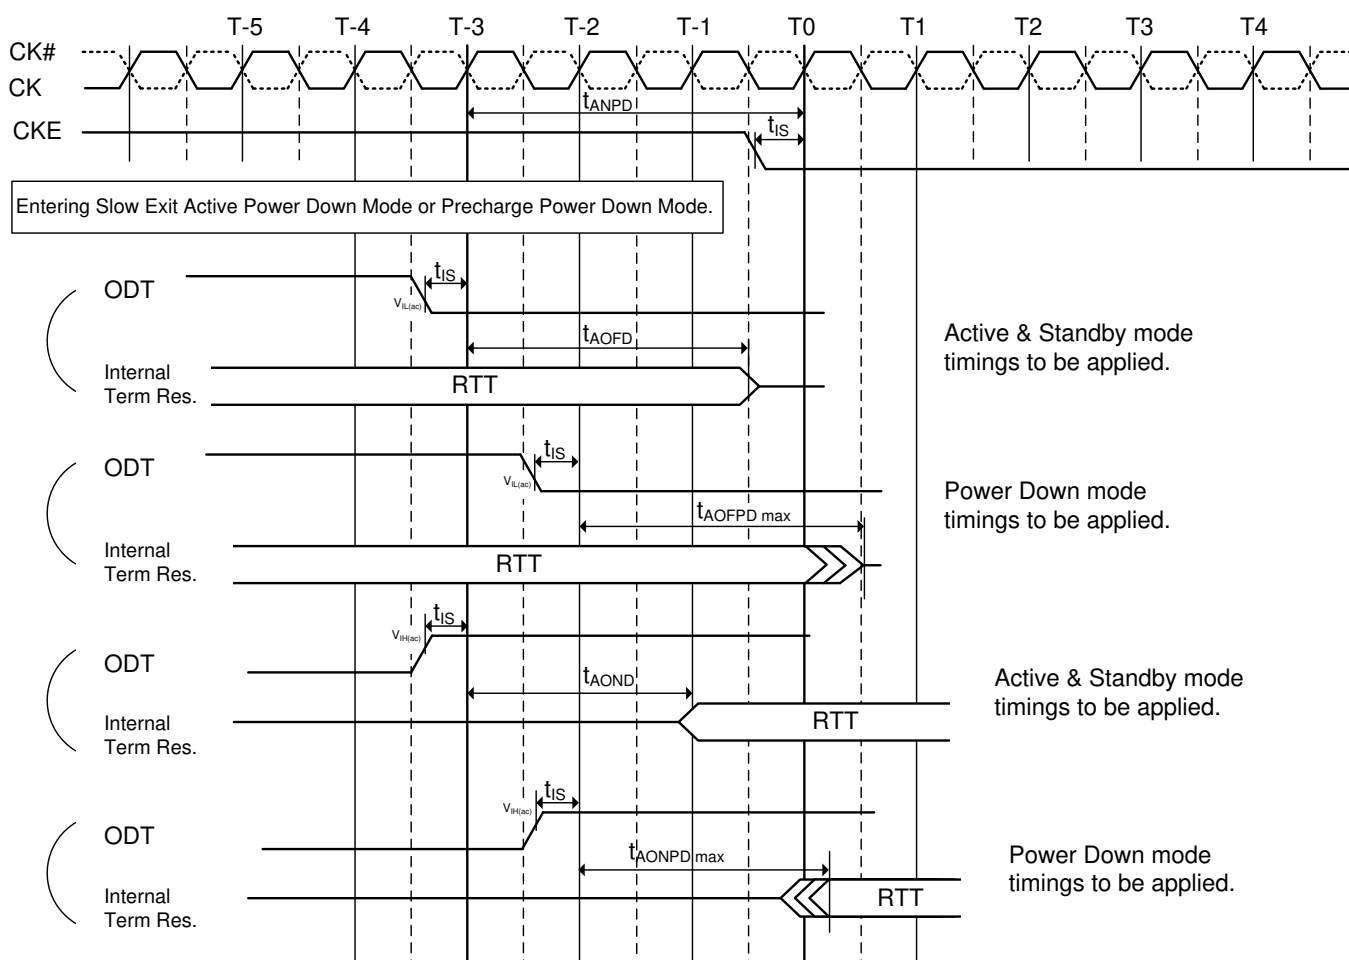 T-5 T-4 T-3 T-2 T-1 T0 T1 T2 T3 T4
CK#
CK
tANPD
CKE
tIS
Entering Slow Exit Active Power Down Mode or Precharge Power Down Mode.
tIS
ODT
VIL(ac)
tAOFD
Active & Standby mode
timings to be applied.
Internal
Term Res.
RTT
tIS
ODT
VIL(ac)
tAOFPD max
Power Down mode
timings to be applied.
Internal
Term Res.
RTT
tIS
VIH(ac)
ODT
tAOND
Active & Standby mode
timings to be applied.
Internal
Term Res.
RTT
tIS
VIH(ac)
ODT
tAONPD max
Power Down mode
timings to be applied.
Internal
Term Res.
RTT